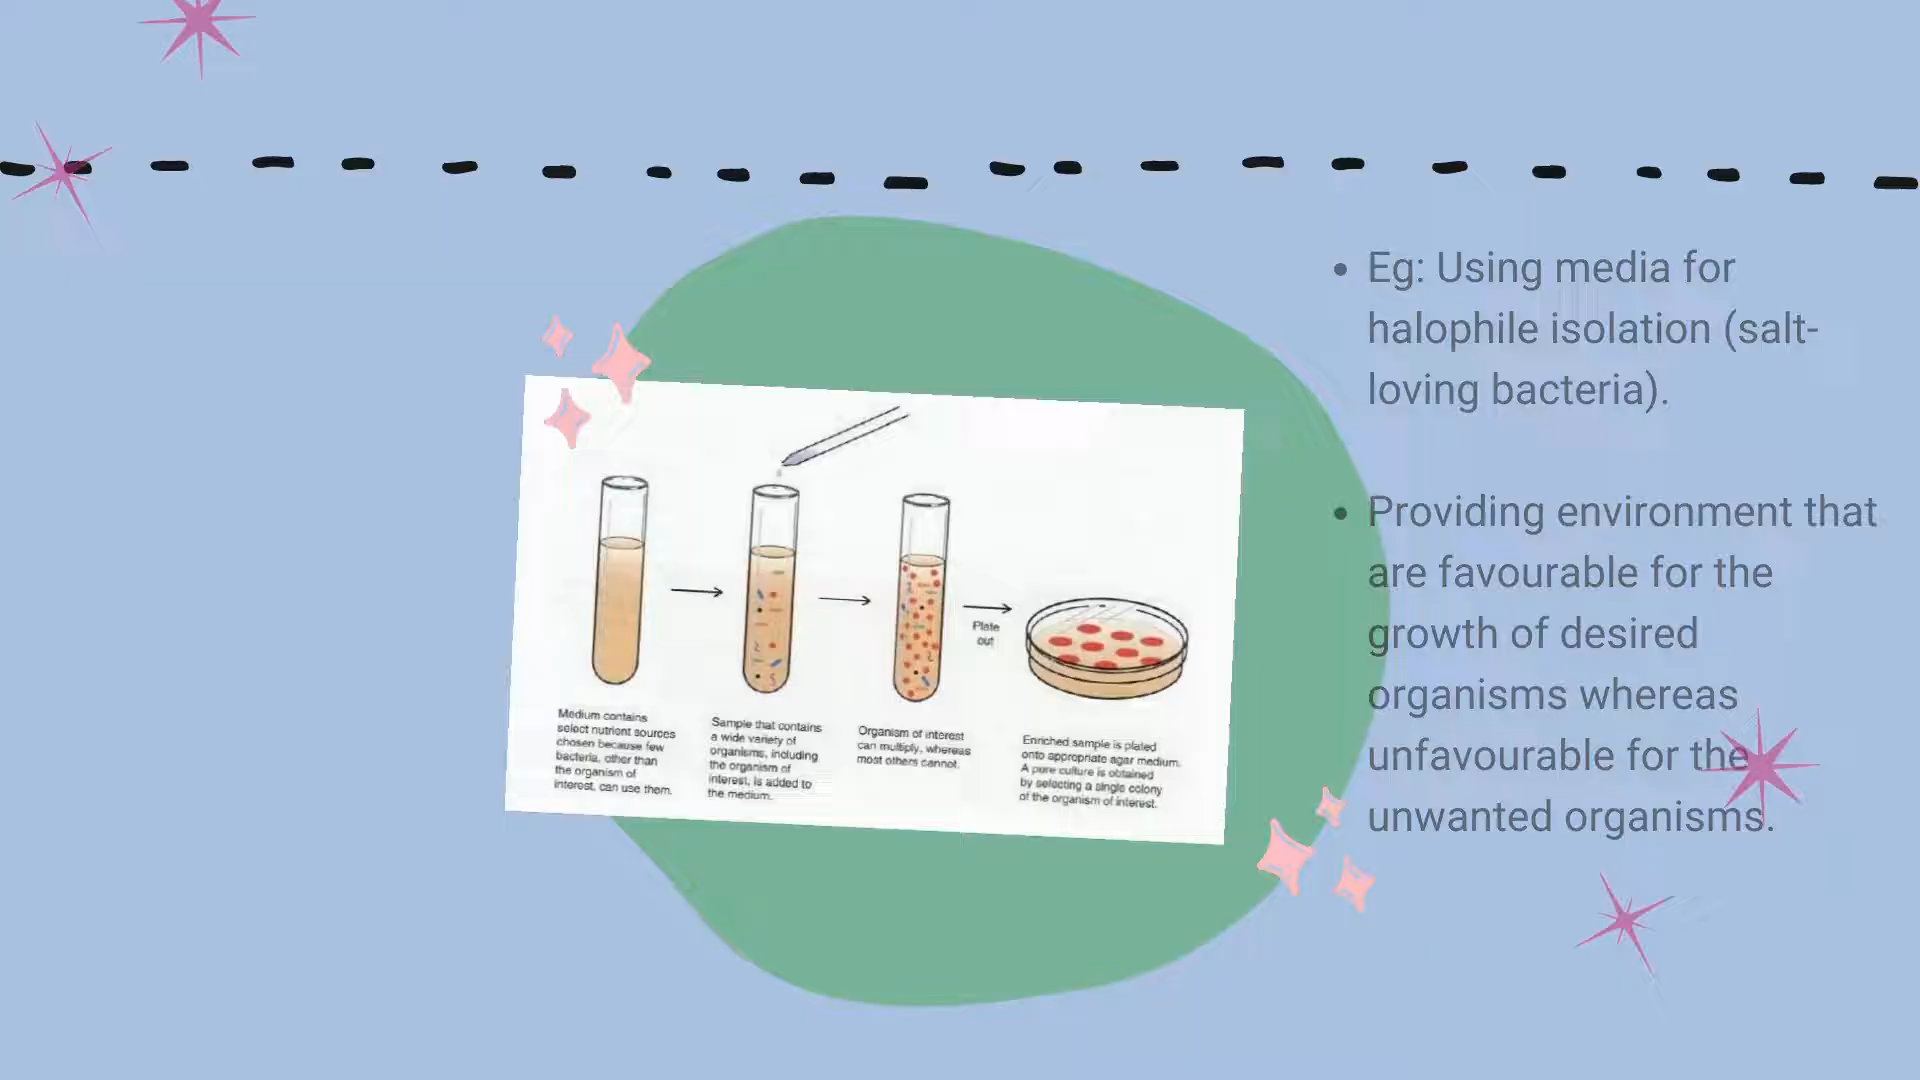 Plate
out
Medium contains
select nutrient sources
chosen because few
bacteria, other than
the organism of
interest, can use them.
Sample that contains
a wide variety of
organisms, including
the organism of
interest, is added to
the medium.
Organism of interest
can multiply, whereas
most others cannot.
Enriched sample is plated
onto appropriate agar medium.
A pure culture is obtained
by selecting a single colony
of the organism of interest.
• Eg: Using media for
halophile isolation (salt-
loving bacteria).
• Providing environment that
are favourable for the
growth of desired
organisms whereas
unfavourable for the
unwanted organisms.